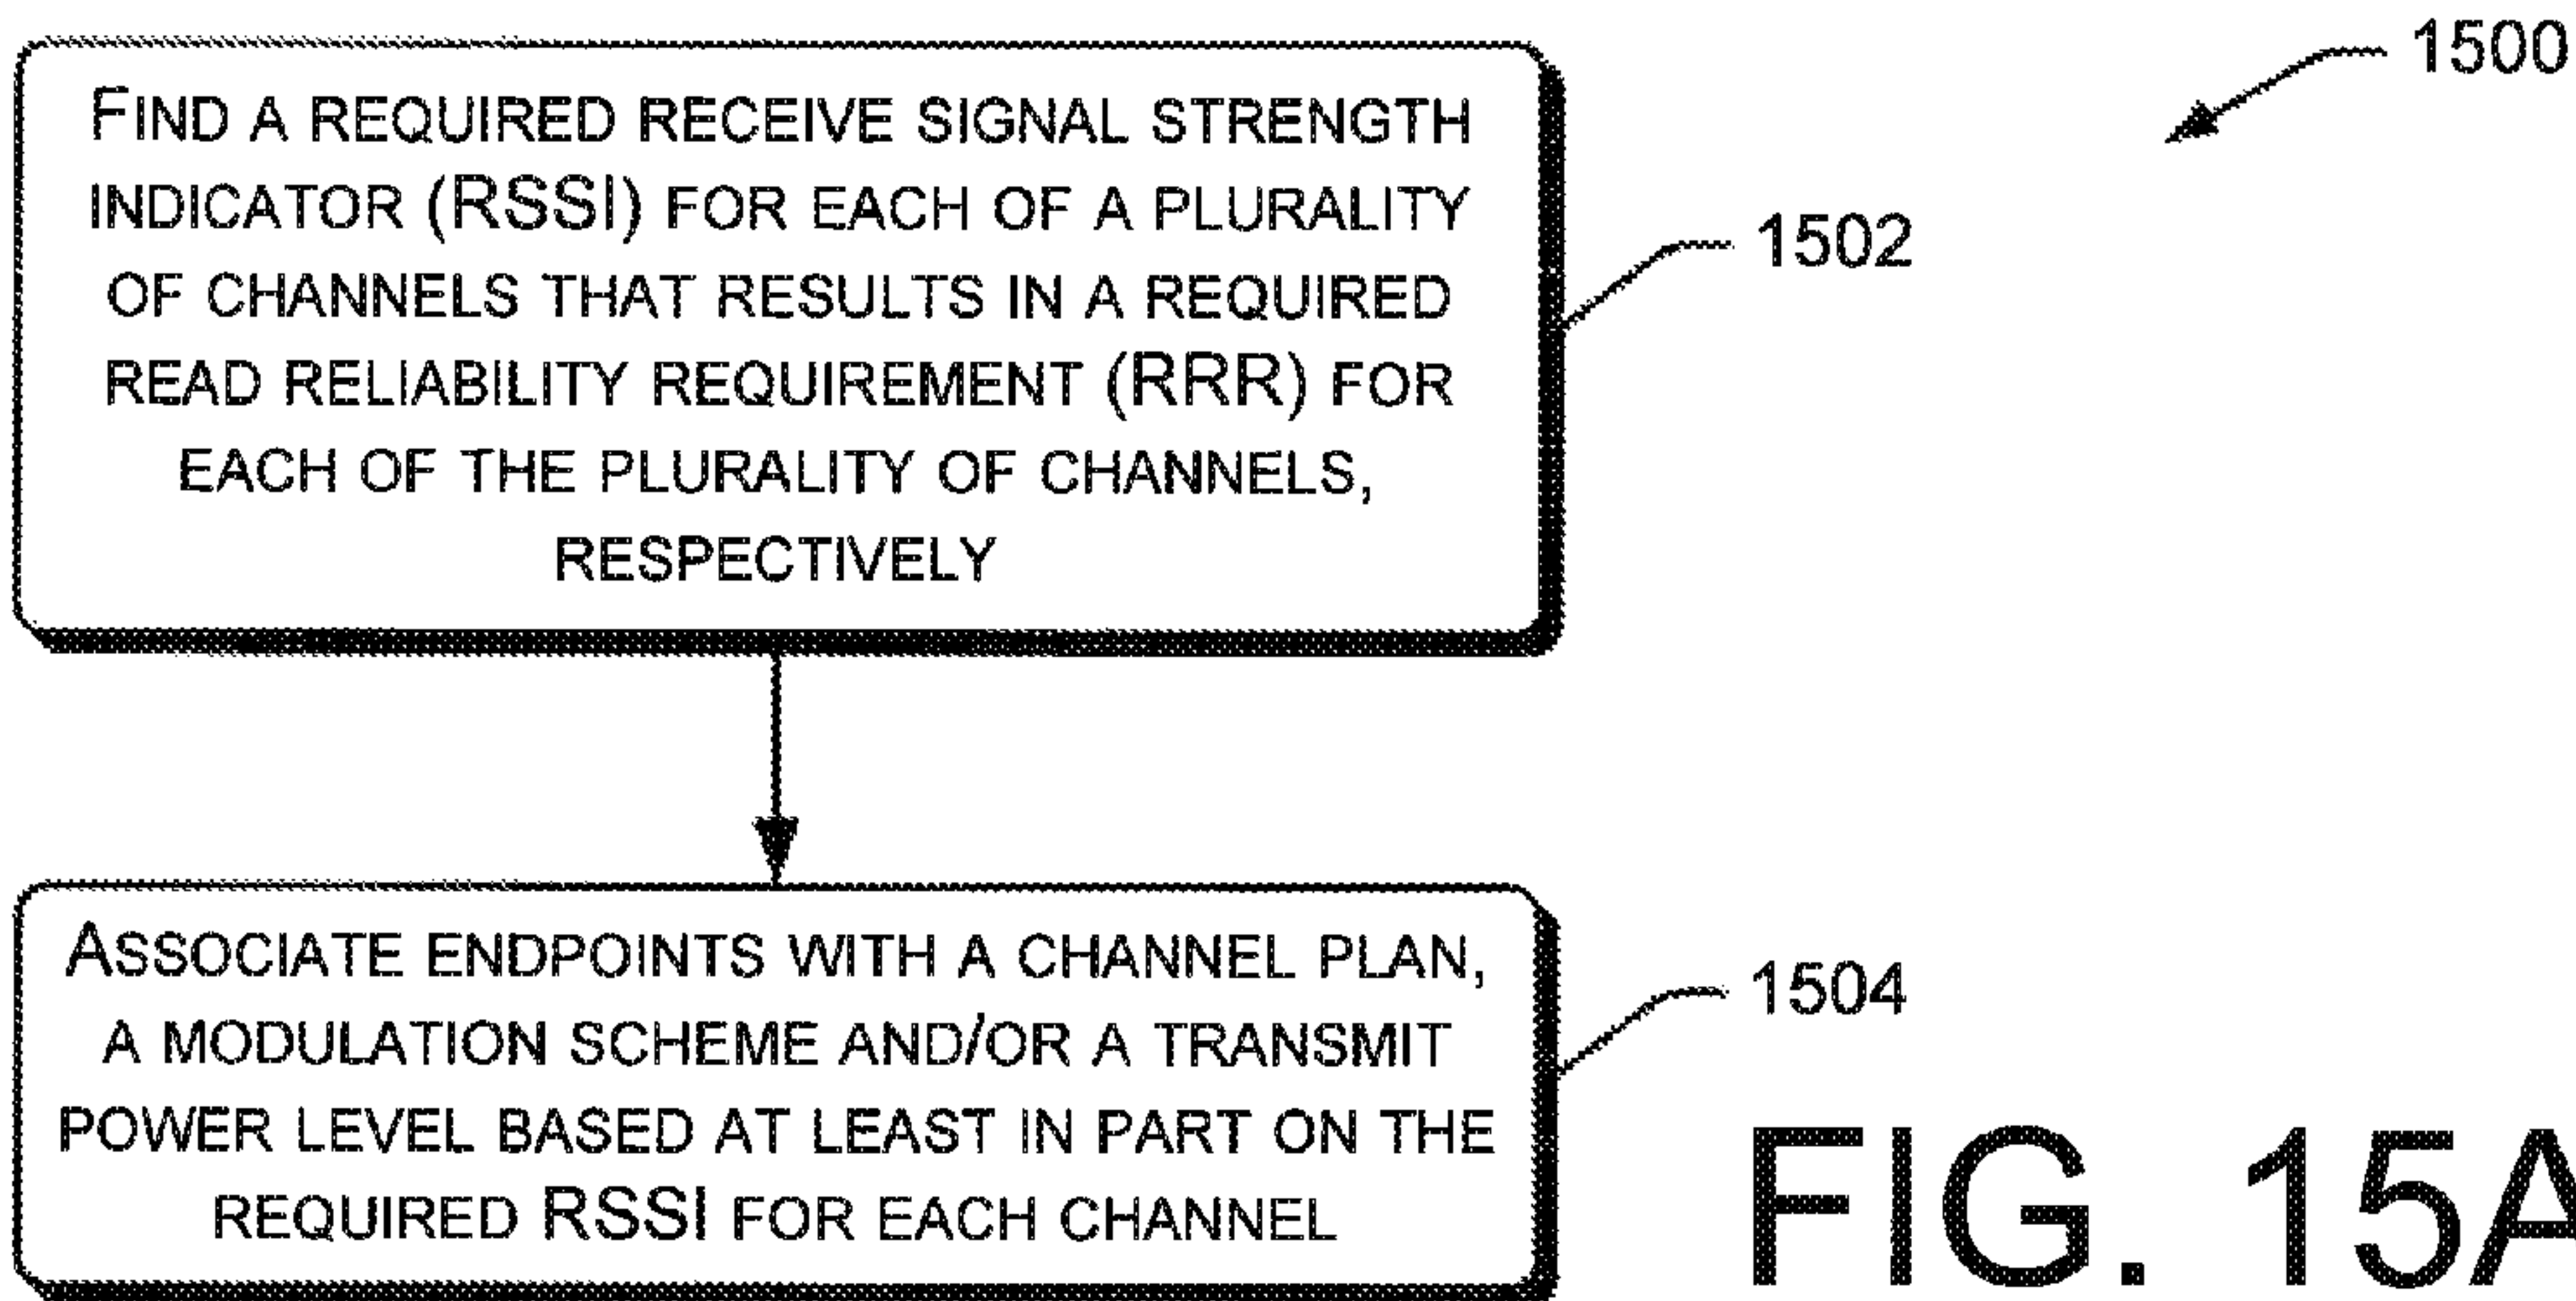 1500
FIND A REQUIRED RECEIVE SIGNAL STRENGTH
INDICATOR (RSSI) FOR EACH OF A PLURALITY
OF CHANNELS THAT RESULTS IN A REQUIRED
READ RELIABILITY REQUIREMENT (RRR) FOR
EACH OF THE PLURALITY OF CHANNELS,
RESPECTIVELY
1502
ASSOCIATE ENDPOINTS WITH A CHANNEL PLAN,
A MODULATION SCHEME AND/OR A TRANSMIT
POWER LEVEL BASED AT LEAST IN PART ON THE
REQUIRED RSSI FOR EACH CHANNEL
1504
FIG. 15A